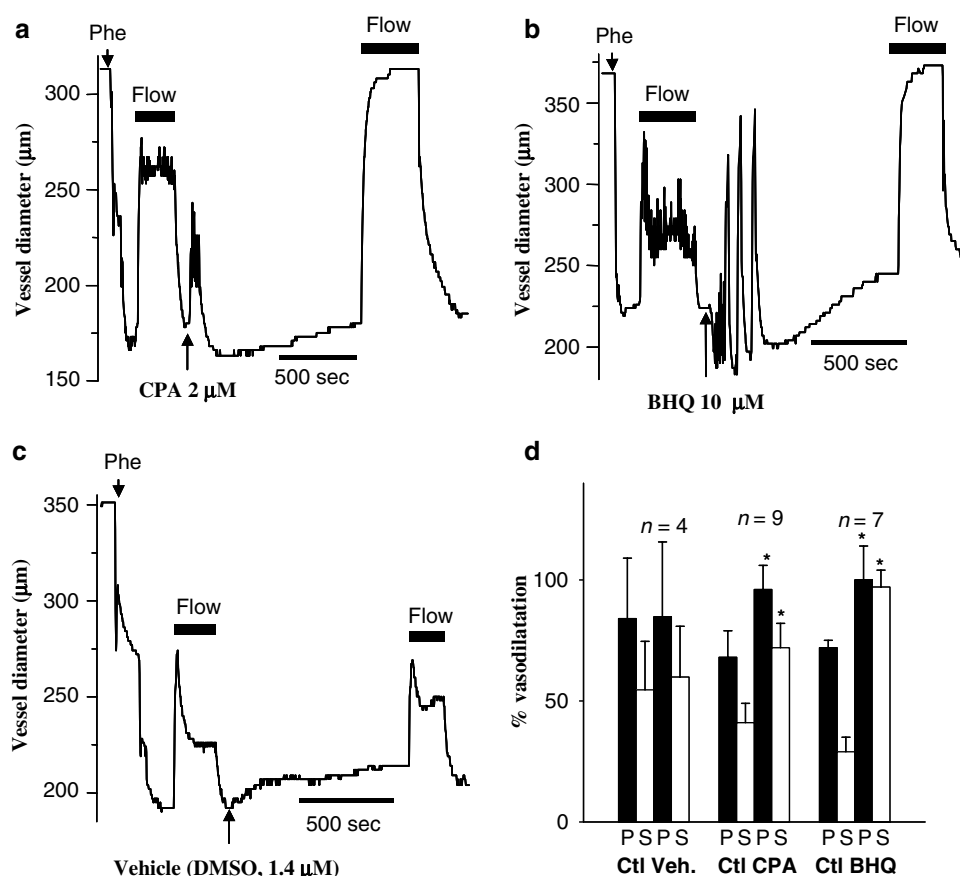 a
Phe
Flow
Flow
300
250
200
150
Vessel diameter (μm)
500 sec
CPA 2 μM
b
Phe
Flow
Flow
350
300
250
200
Vessel diameter (μm)
500 sec
BHQ 10 μM
c
Phe
Flow
Flow
350
300
250
200
Vessel diameter (μm)
500 sec
Vehicle (DMSO, 1.4 μM)
d
n = 4
n = 9
n = 7
* * * *
100
50
0
% vasodilatation
P S P S P S P S P S P S
Ctl Veh. Ctl CPA Ctl BHQ